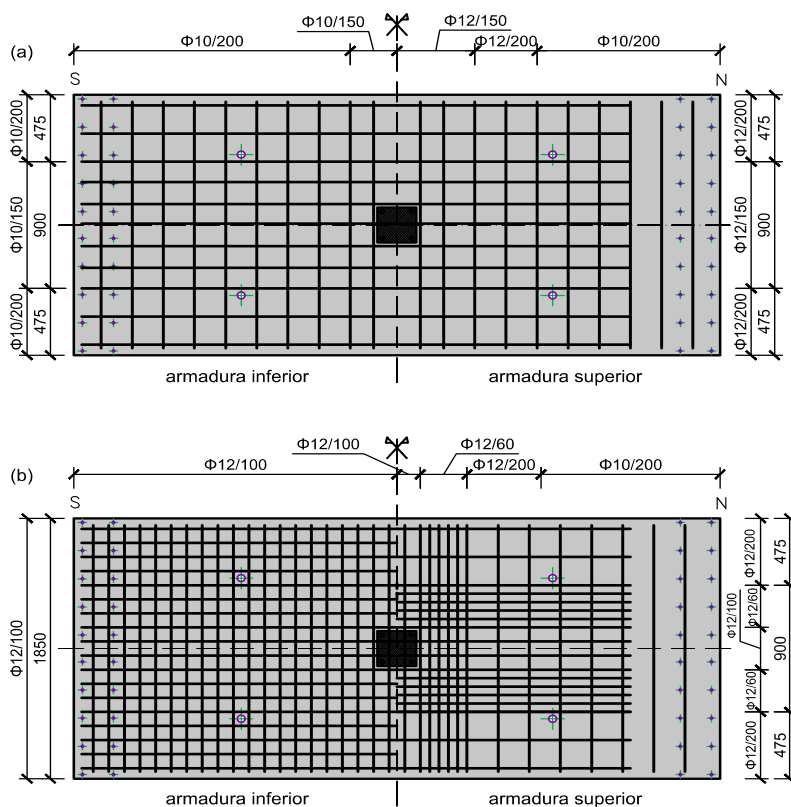 Φ10/150 Φ12/150
(a) Φ10/200 Φ12/200 Φ10/200
S N
Φ10/200 475 Φ12/200 475
Φ10/150 900 Φ12/150 900
Φ10/200 475 Φ12/200 475
armadura inferior armadura superior
Φ12/100 Φ12/60
(b) Φ12/100 Φ12/200 Φ10/200
S N
Φ12/200 475
Φ12/100 1850 Φ12/100 Φ12/60 900
Φ12/60
Φ12/200 475
armadura inferior armadura superior